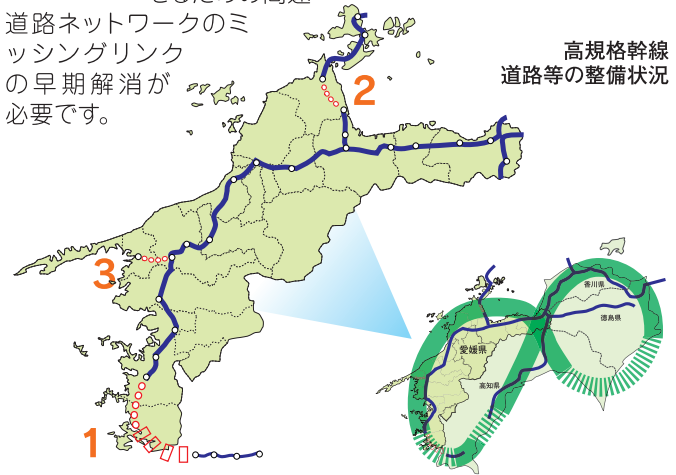 道路ネットワークのミ
ッシングリンク
の早期解消が
必要です。
高規格幹線
道路等の整備状況
2
3
1
香川県
徳島県
愛媛県
高知県